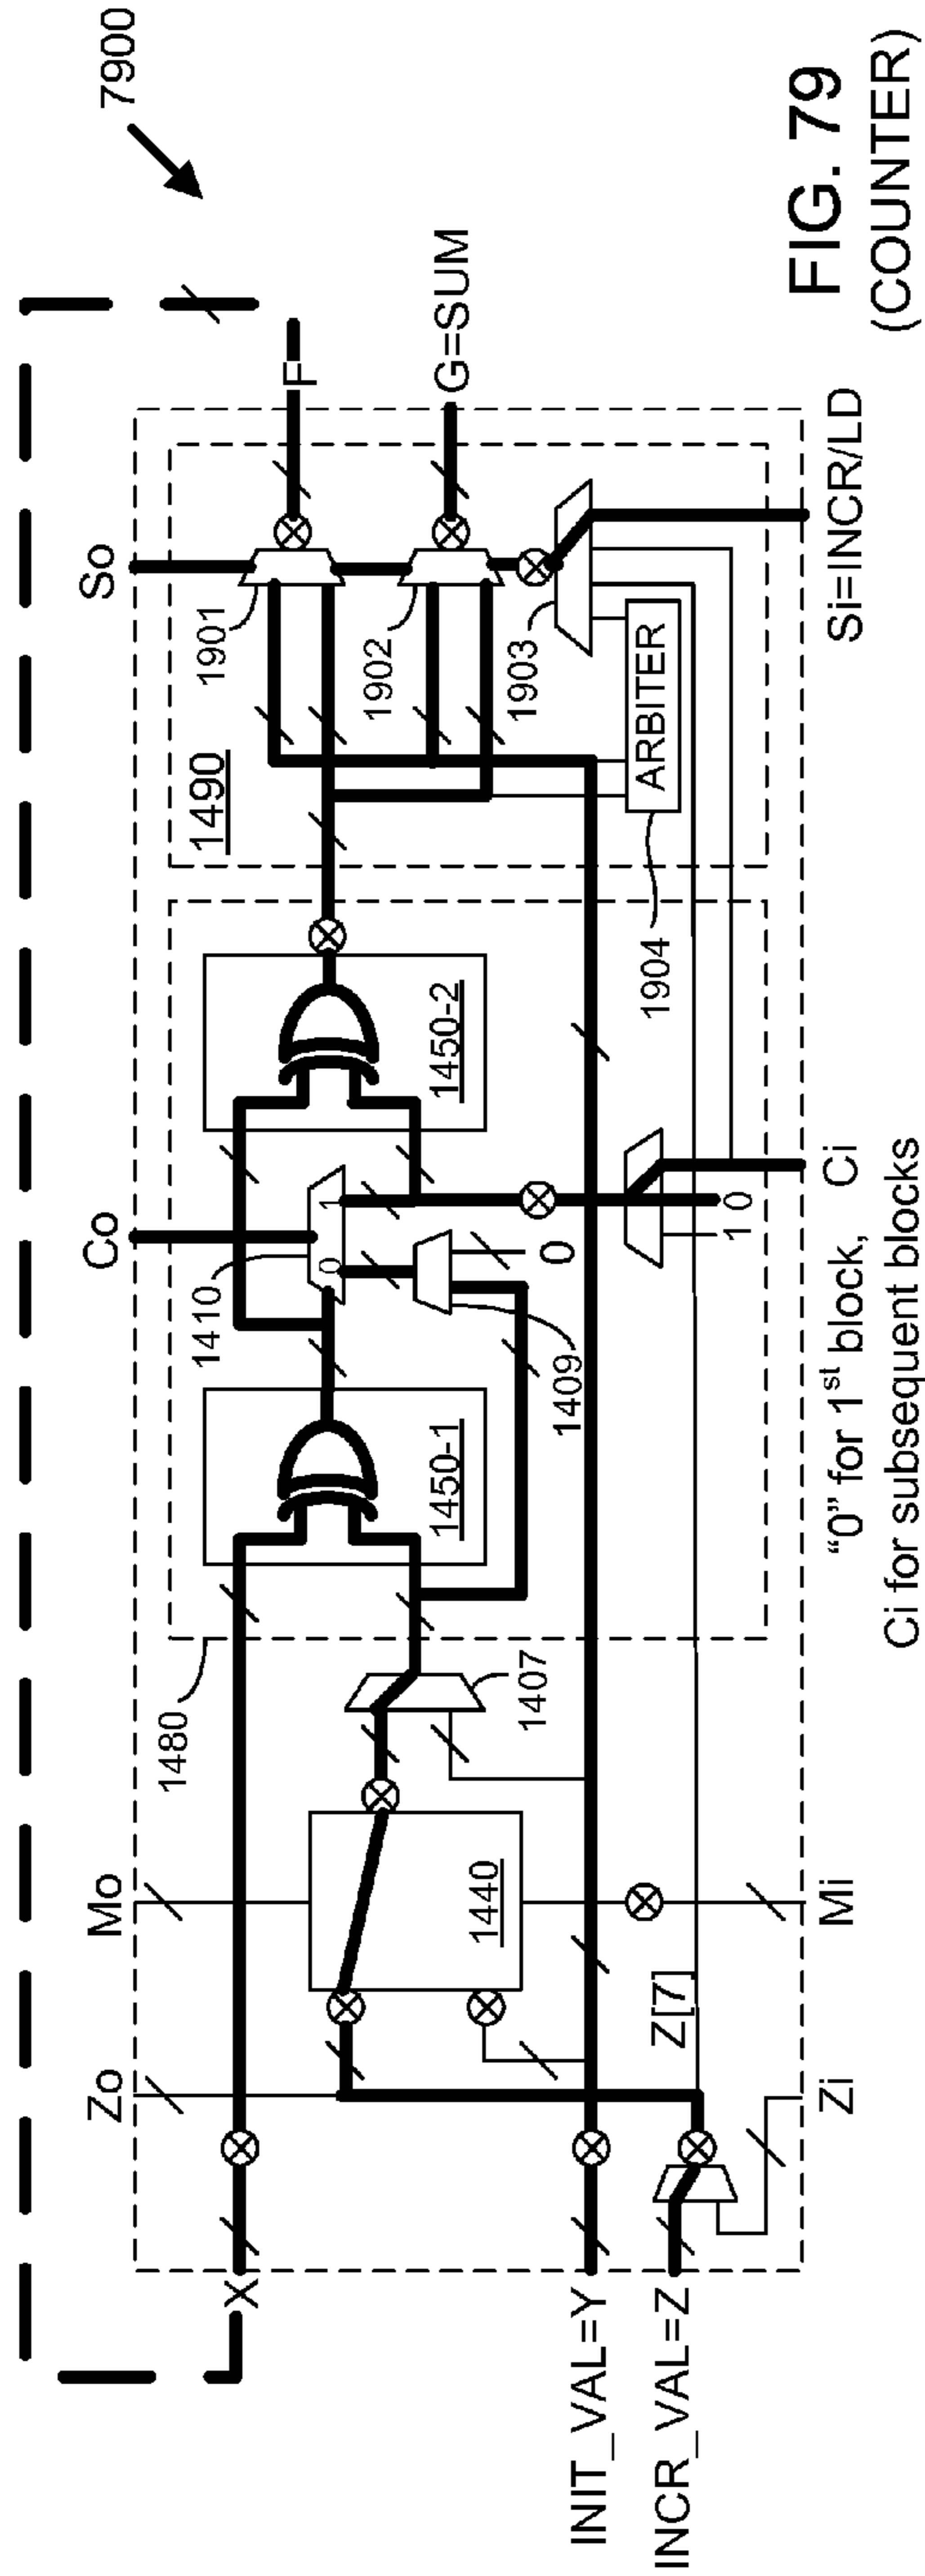 7900
So
Co
Mo
Zo
F
G=SUM
X
INIT_VAL=Y
INCR_VAL=Z
1480
1450-1
1410
0
1
1450-2
1490
1901
1902
1903
1440
1407
1409
0
1904
ARBITER
Z[7]
1 0
Zi
Mi
Ci
Si=INCR/LD
"0" for 1st block,
Ci for subsequent blocks
FIG. 79
(COUNTER)